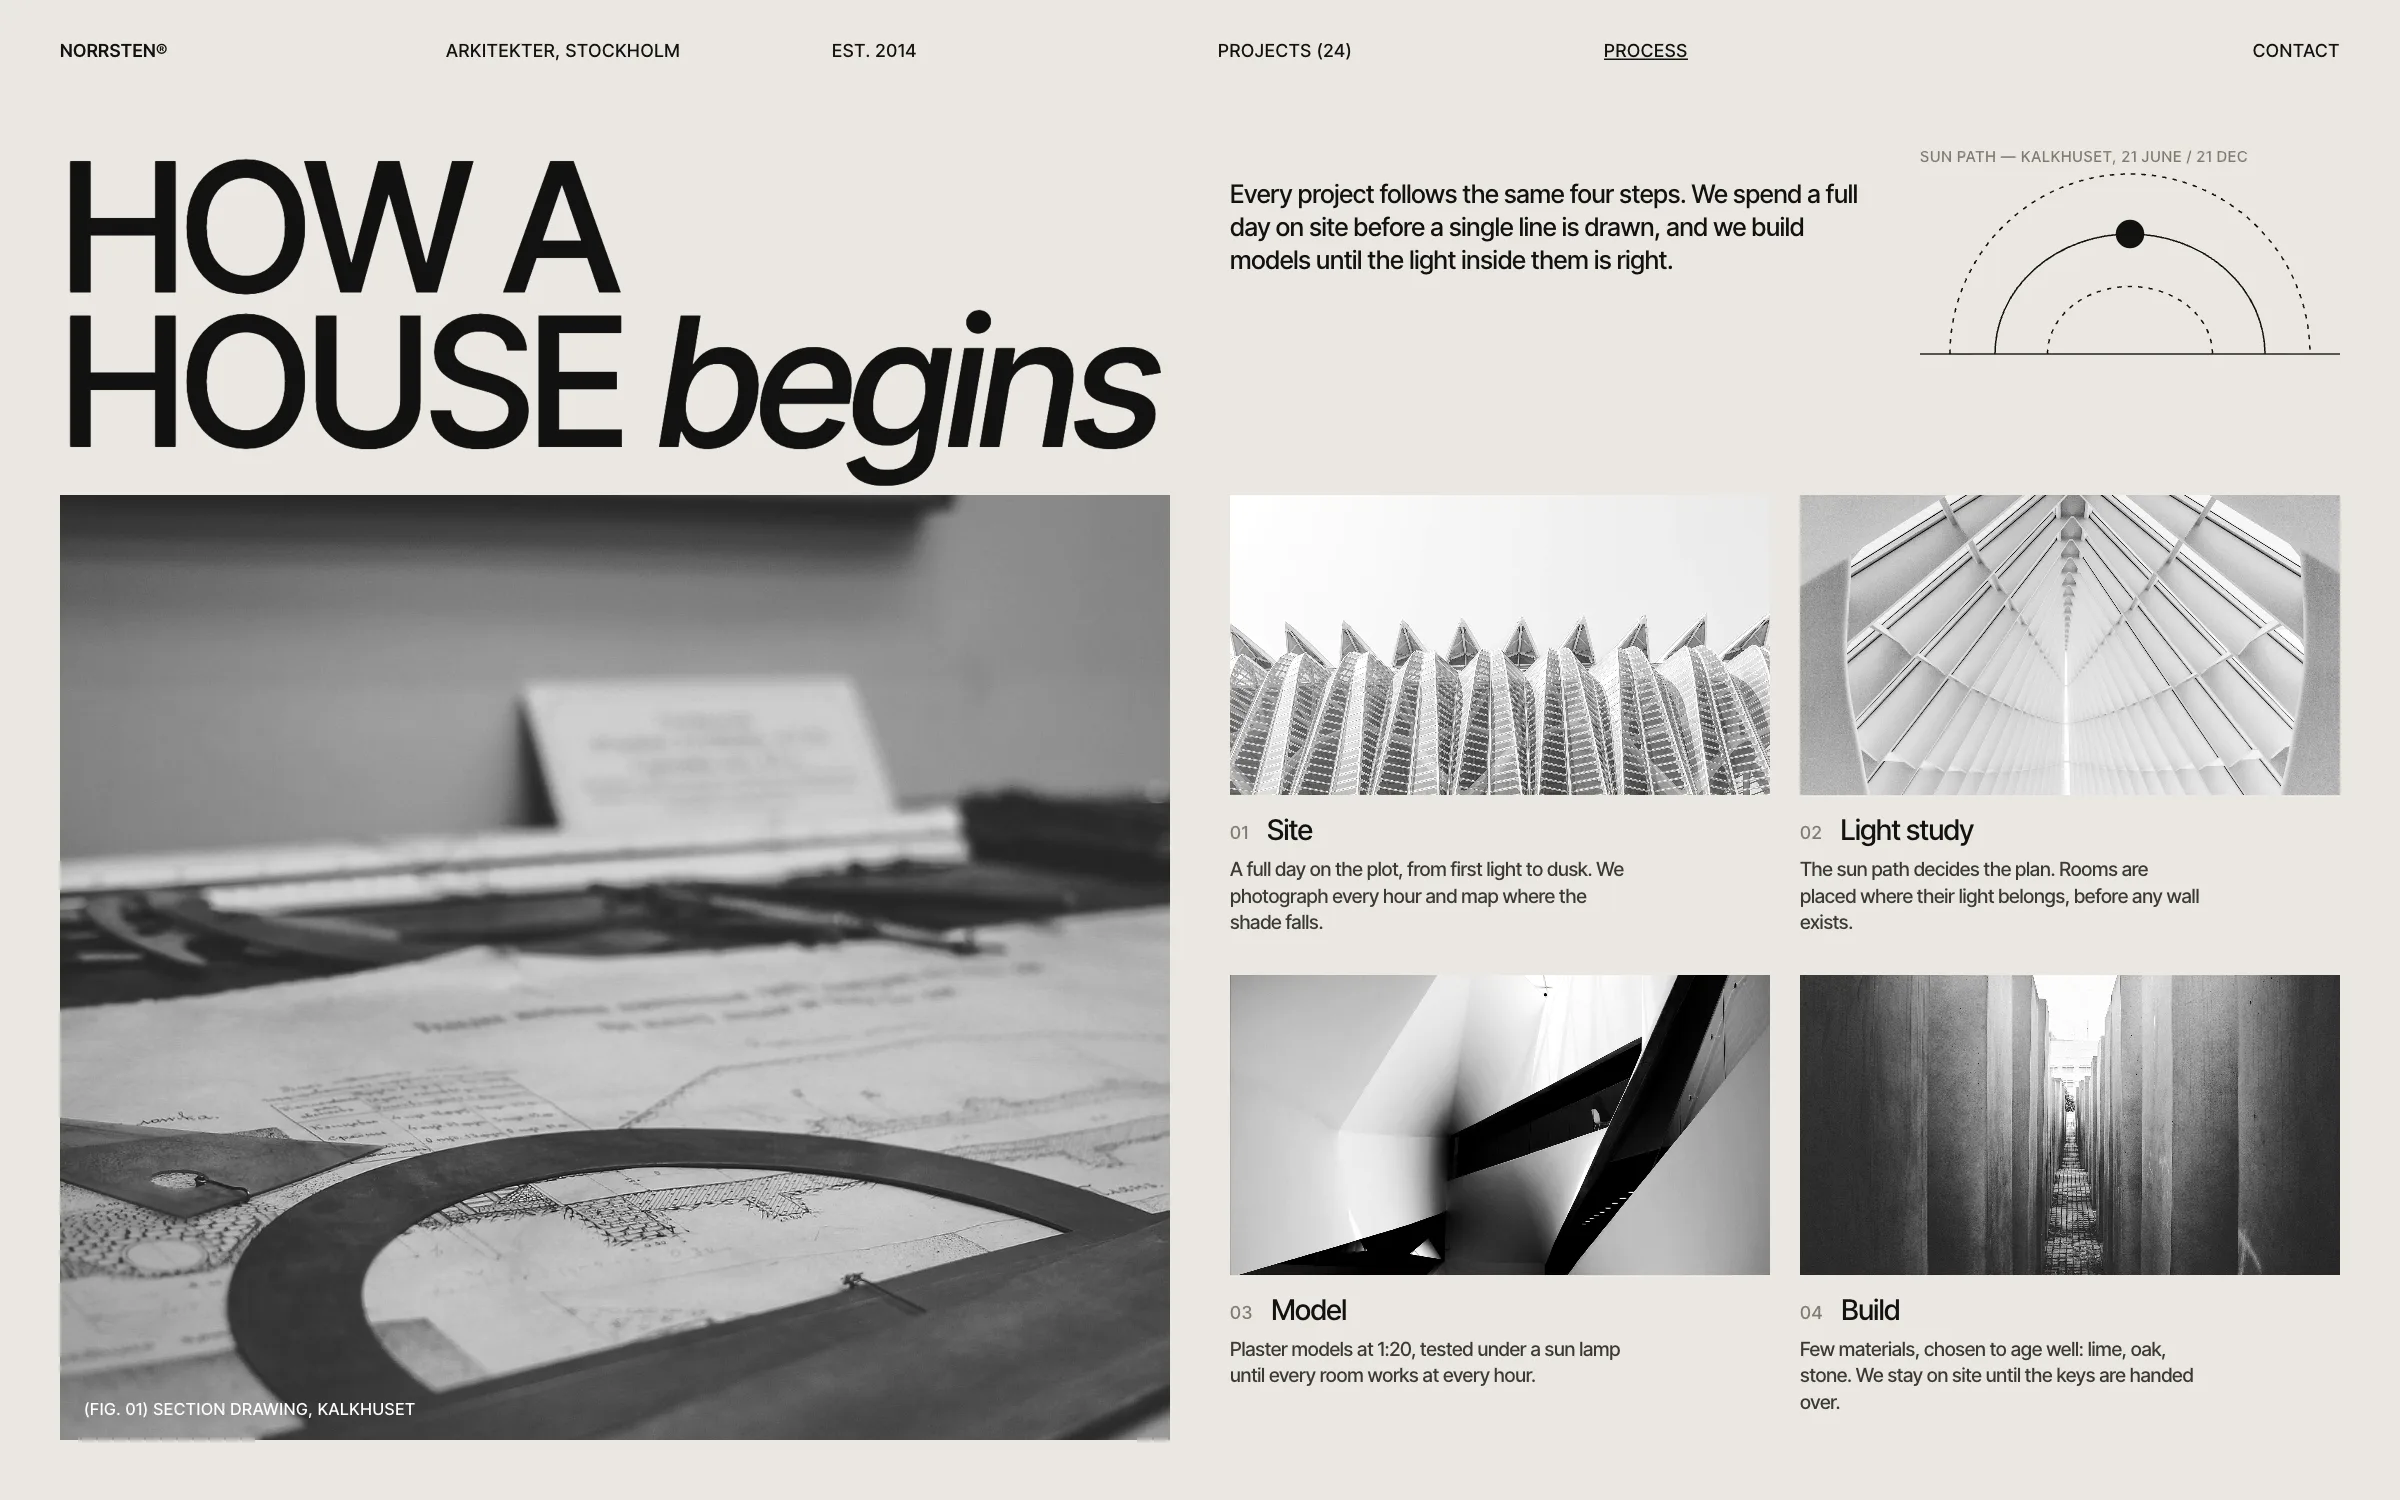 NORRSTEN®
ARKITEKTER, STOCKHOLM
EST. 2014
PROJECTS (24)
PROCESS
CONTACT
HOW A
HOUSE begins
Every project follows the same four steps. We spend a full
day on site before a single line is drawn, and we build
models until the light inside them is right.
SUN PATH — KALKHUSET, 21 JUNE / 21 DEC
(FIG. 01) SECTION DRAWING, KALKHUSET
01 Site
A full day on the plot, from first light to dusk. We
photograph every hour and map where the
shade falls.
02 Light study
The sun path decides the plan. Rooms are
placed where their light belongs, before any wall
exists.
03 Model
Plaster models at 1:20, tested under a sun lamp
until every room works at every hour.
04 Build
Few materials, chosen to age well: lime, oak,
stone. We stay on site until the keys are handed
over.